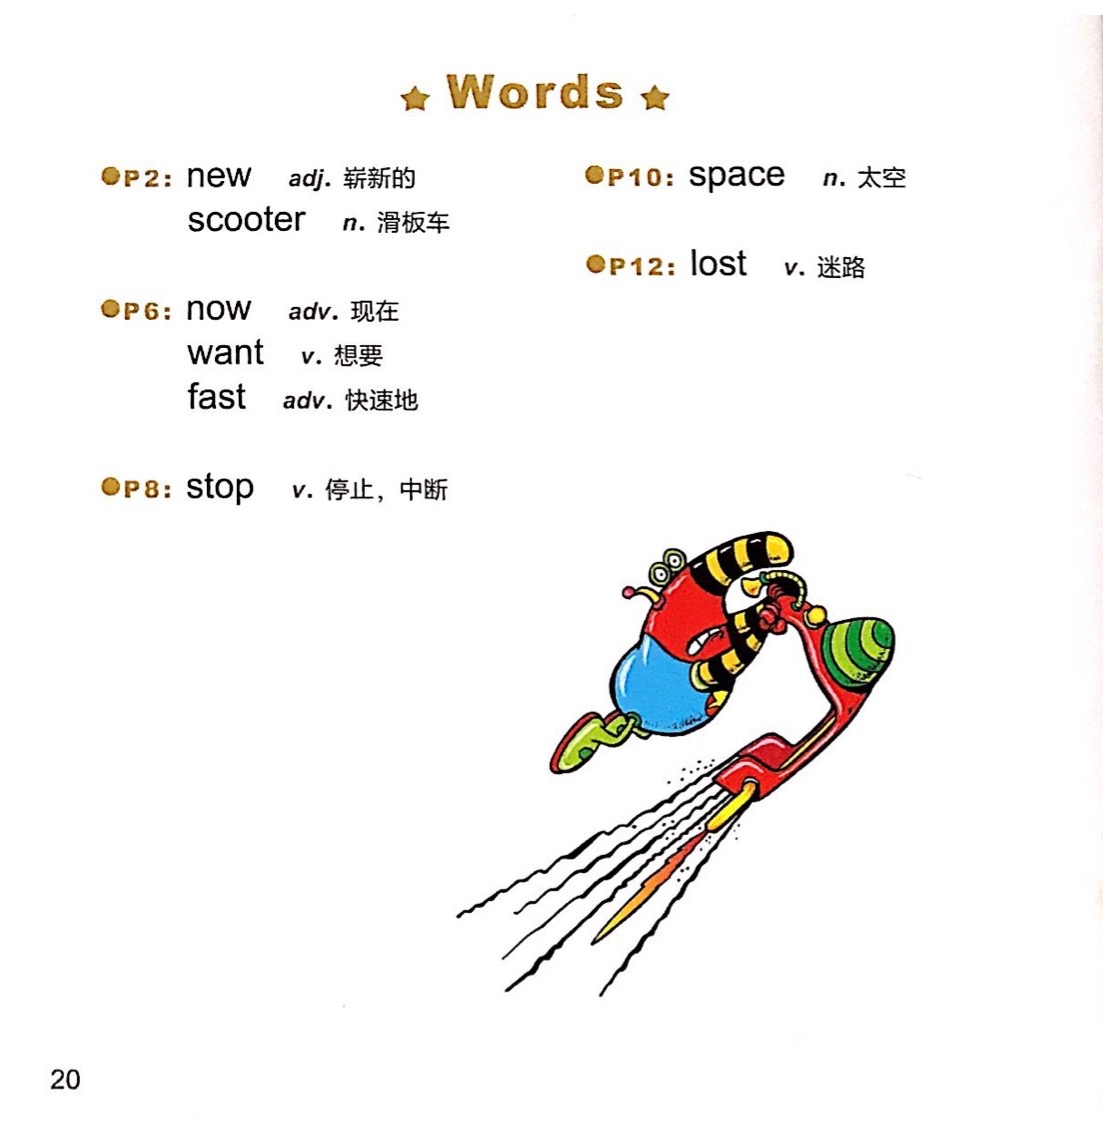 Words
P2: new adj. 崭新的
scooter n. 滑板车
P6: now adv. 现在
want v. 想要
fast adv. 快速地
P8: stop v. 停止，中断
P10: space n. 太空
P12: lost v. 迷路
20